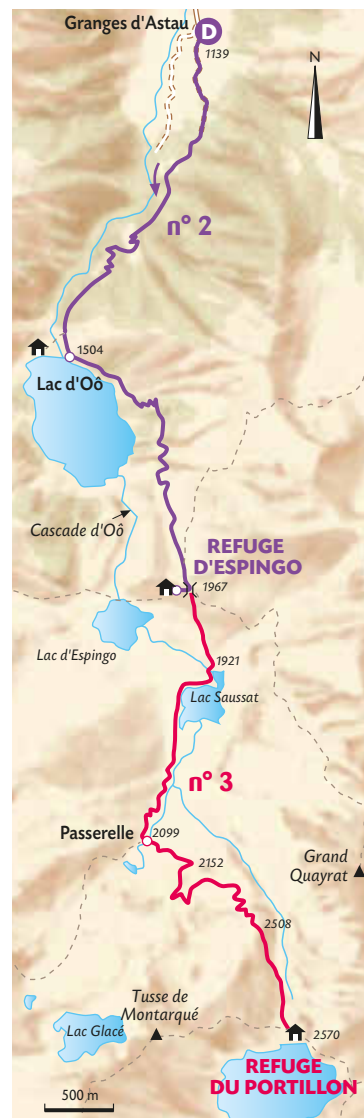 Granges d'Astau
D
1139
N
n° 2
1504
Lac d'Oô
Cascade d'Oô
REFUGE
D'ESPINGO
1967
Lac d'Espingo
1921
Lac Saussat
n° 3
Passerelle
2099
2152
Grand
Quayrat
2508
Tusse de
Montarqué
Lac Glacé
2570
REFUGE
DU PORTILLON
500 m